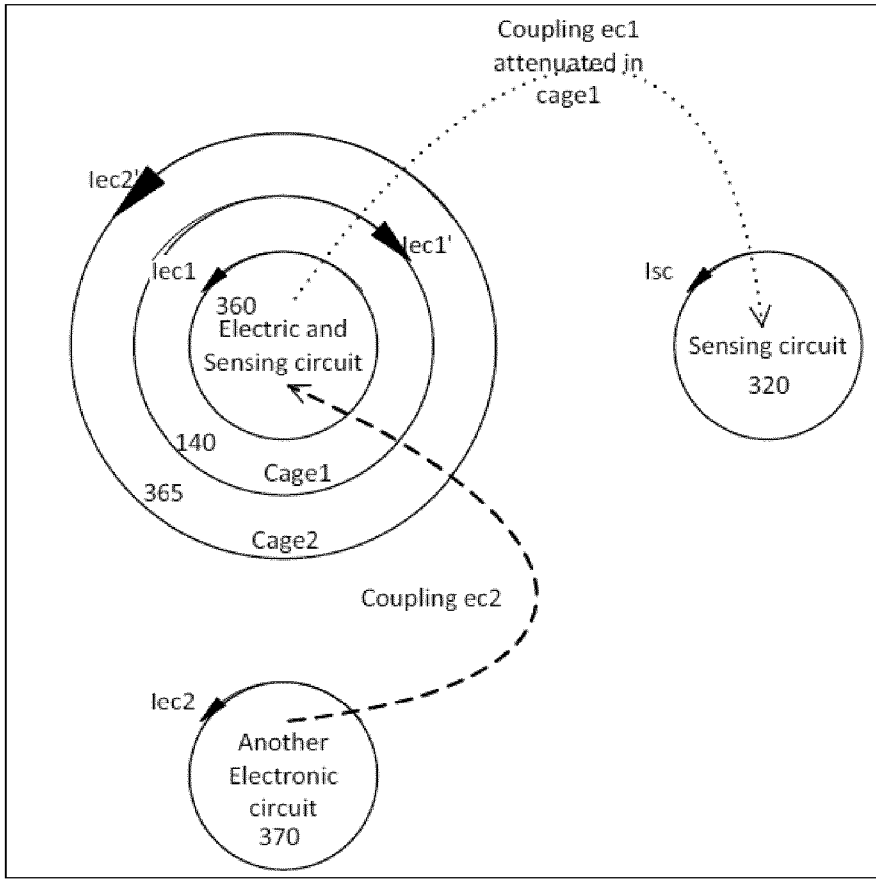 Coupling ec1
attenuated in
cage1
Iec2'
Iec1'
Iec1
360
Electric and
Sensing circuit
140
Cage1
365
Cage2
Isc
Sensing circuit
320
Coupling ec2
Iec2
Another
Electronic
circuit
370